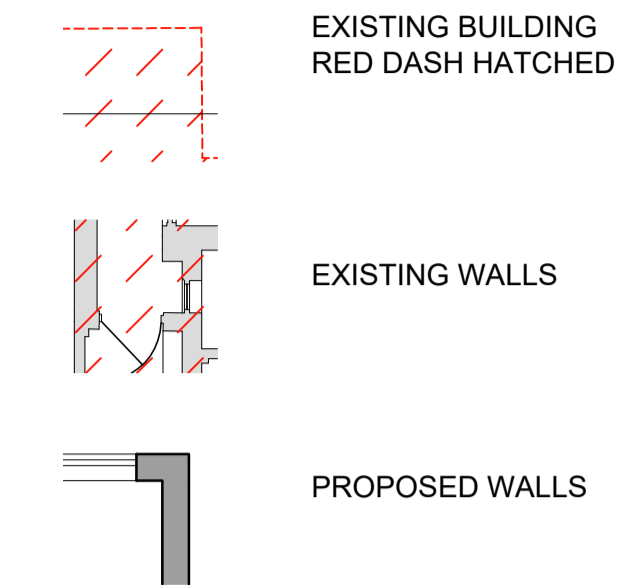 EXISTING BUILDING
RED DASH HATCHED
EXISTING WALLS
PROPOSED WALLS